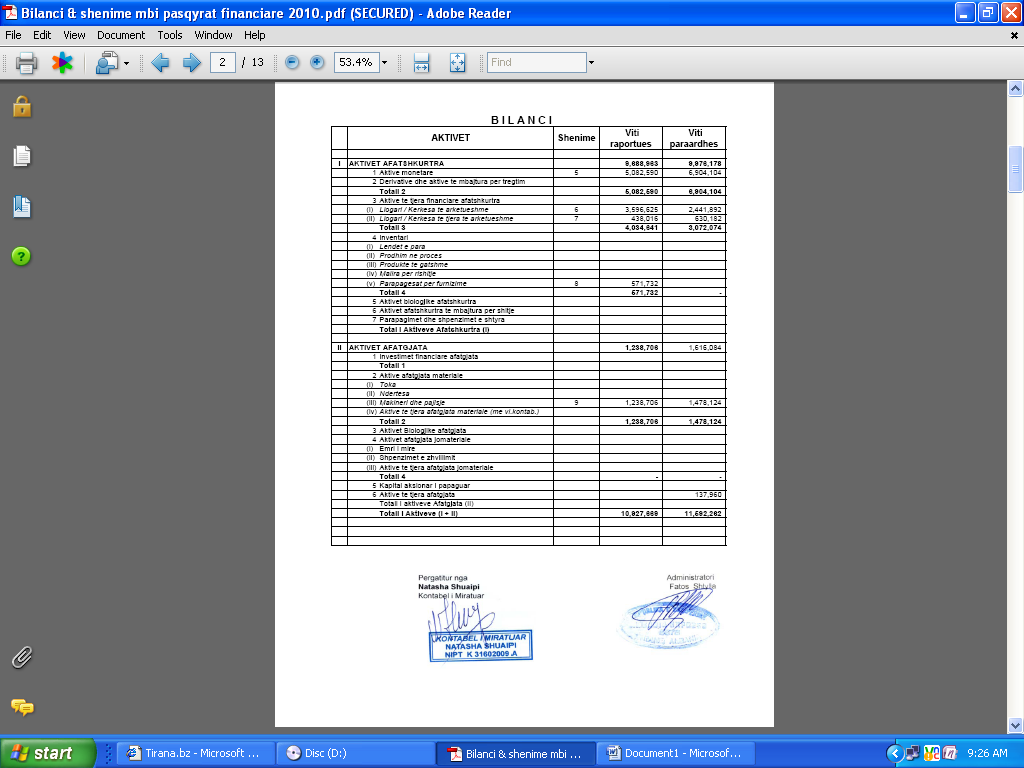 Bilanci & shenime mbi pasqyrat financiare 2010.pdf (SECURED) - Adobe Reader
File Edit View Document Tools Window Help
2 / 13 53.4% Find
B I L A N C I
AKTIVET Shenime Viti raportues Viti paraardhes
I AKTIVET AFATSHKURTRA 9,688,963 9,976,178
1 Aktive monetare 5 5,082,590 6,904,104
2 Derivative dhe aktive te mbajtura per tregtim
Totali 2 5,082,590 6,904,104
3 Aktive te tjera financiare afatshkurtra
(i) Llogari / Kerkesa te arketueshme 6 3,596,625 2,441,892
(ii) Llogari / Kerkesa te tjera te arketueshme 7 438,016 630,182
Totali 3 4,034,641 3,072,074
4 Inventari
(i) Lendet e para
(ii) Prodhim ne proces
(iii) Produkte te gatshme
(iv) Mallra per rishitje
(v) Parapagesat per furnizime 8 571,732
Totali 4 571,732 -
5 Aktivet biologjike afatshkurtra
6 Aktivet afatshkurtra te mbajtura per shitje
7 Parapagimet dhe shpenzimet e shtyra
Total i Aktiveve Afatshkurtra (I)
II AKTIVET AFATGJATA 1,238,706 1,616,084
1 Investimet financiare afatgjata
Totali 1
2 Aktive afatgjata materiale
(i) Toka
(ii) Ndertesa
(iii) Makineri dhe pajisje 9 1,238,706 1,478,124
(iv) Aktive te tjera afatgjata materiale (me vl.kontab.)
Totali 2 1,238,706 1,478,124
3 Aktivet Biologjike afatgjata
4 Aktivet afatgjata jomateriale
(i) Emri i mire
(ii) Shpenzimet e zhvillimit
(iii) Aktive te tjera afatgjata jomateriale
Totali 4 - -
5 Kapital aksionar i papaguar
6 Aktive te tjera afatgjata 137,960
Totali i aktiveve Afatgjata (II)
Totali i Aktiveve (I + II) 10,927,669 11,592,262
Pergatitur nga
Natasha Shuaipi
Kontabel i Miratuar
KONTABEL I MIRATUAR
NATASHA SHUAIPI
NIPT K 31602009 A
Administratori
Fatos Shtylla
start Tirana.bz - Microsoft ... Disc (D:) Bilanci & shenime mbi ... Document1 - Microsof... 9:26 AM